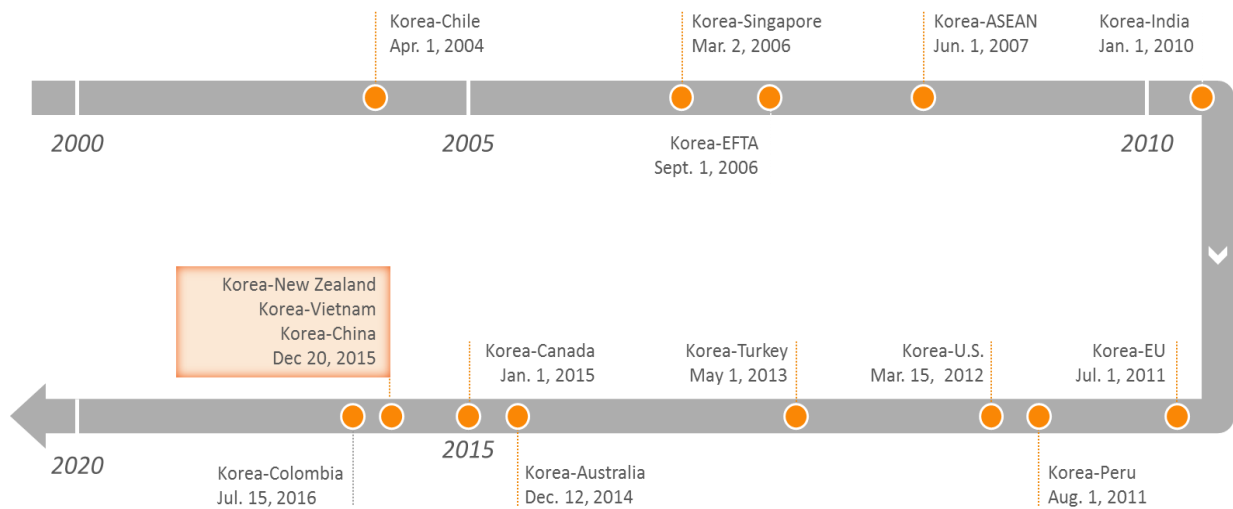 Korea-Chile
Apr. 1, 2004
Korea-Singapore
Mar. 2, 2006
Korea-ASEAN
Jun. 1, 2007
Korea-India
Jan. 1, 2010
2000
2005
Korea-EFTA
Sept. 1, 2006
2010
Korea-New Zealand
Korea-Vietnam
Korea-China
Dec 20, 2015
Korea-Canada
Jan. 1, 2015
Korea-Turkey
May 1, 2013
Korea-U.S.
Mar. 15,  2012
Korea-EU
Jul. 1, 2011
2020
2015
Korea-Colombia
Jul. 15, 2016
Korea-Australia
Dec. 12, 2014
Korea-Peru
Aug. 1, 2011